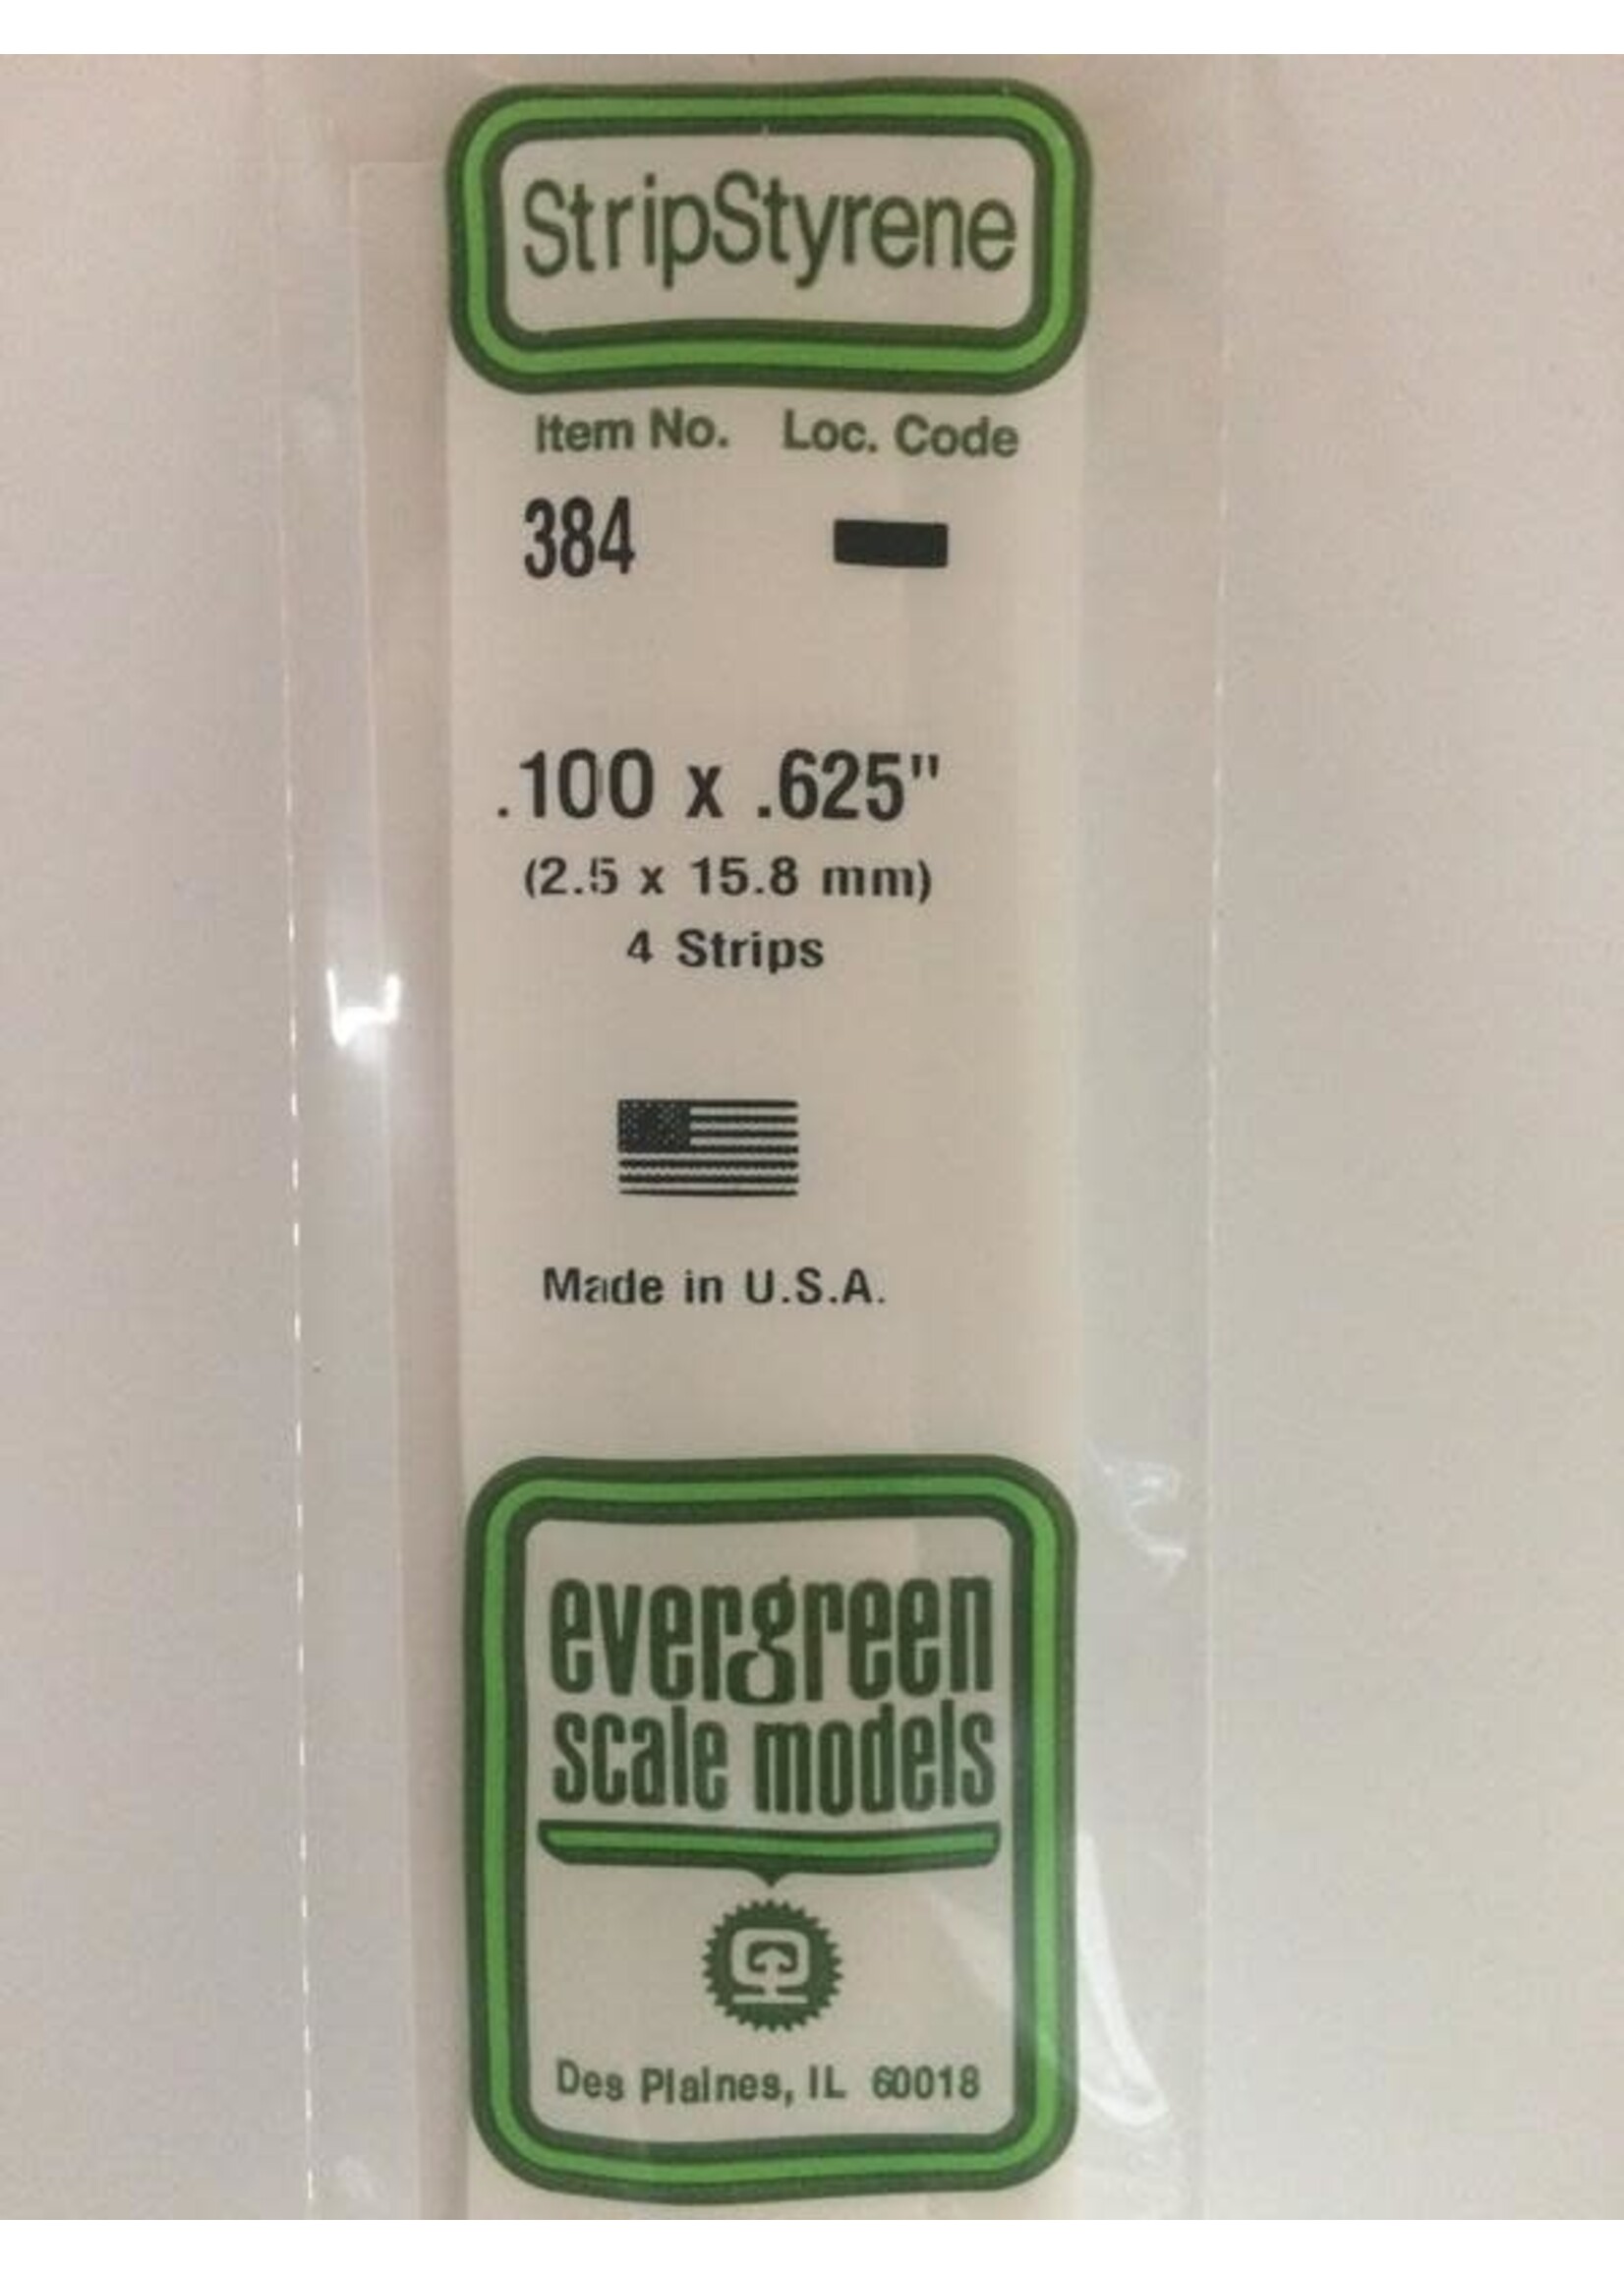 StripStyrene
Item No. Loc. Code
384
.100 x .625"
(2.5 x 15.8 mm)
4 Strips
Made in U.S.A.
evergreen
scale models
Des Plaines, IL 60018